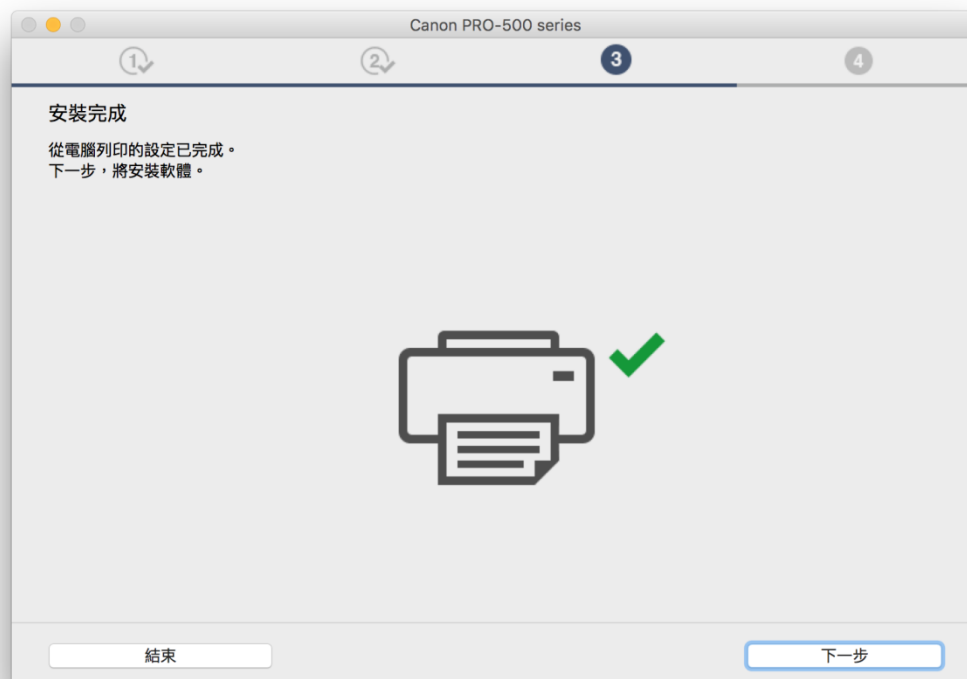 Canon PRO-500 series
1
2
3
4
安裝完成
從電腦列印的設定已完成。
下一步，將安裝軟體。
結束
下一步